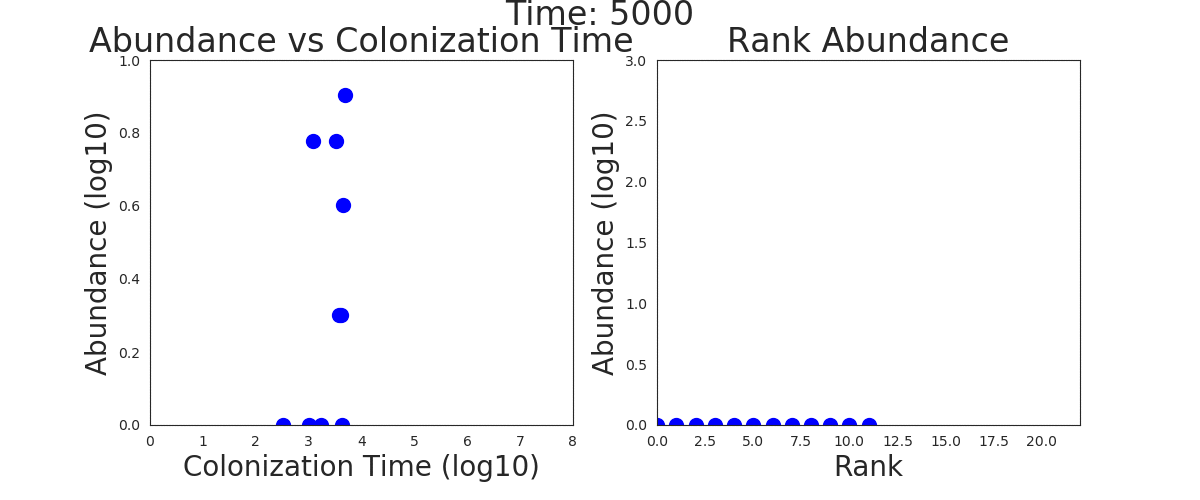 Time: 5000
Abundance vs Colonization Time
Rank Abundance
1.0
0.8
0.6
0.4
0.2
0.0
Abundance (log10)
0 1 2 3 4 5 6 7 8
Colonization Time (log10)
3.0
2.5
2.0
1.5
1.0
0.5
0.0
Abundance (log10)
0.0 2.5 5.0 7.5 10.0 12.5 15.0 17.5 20.0
Rank